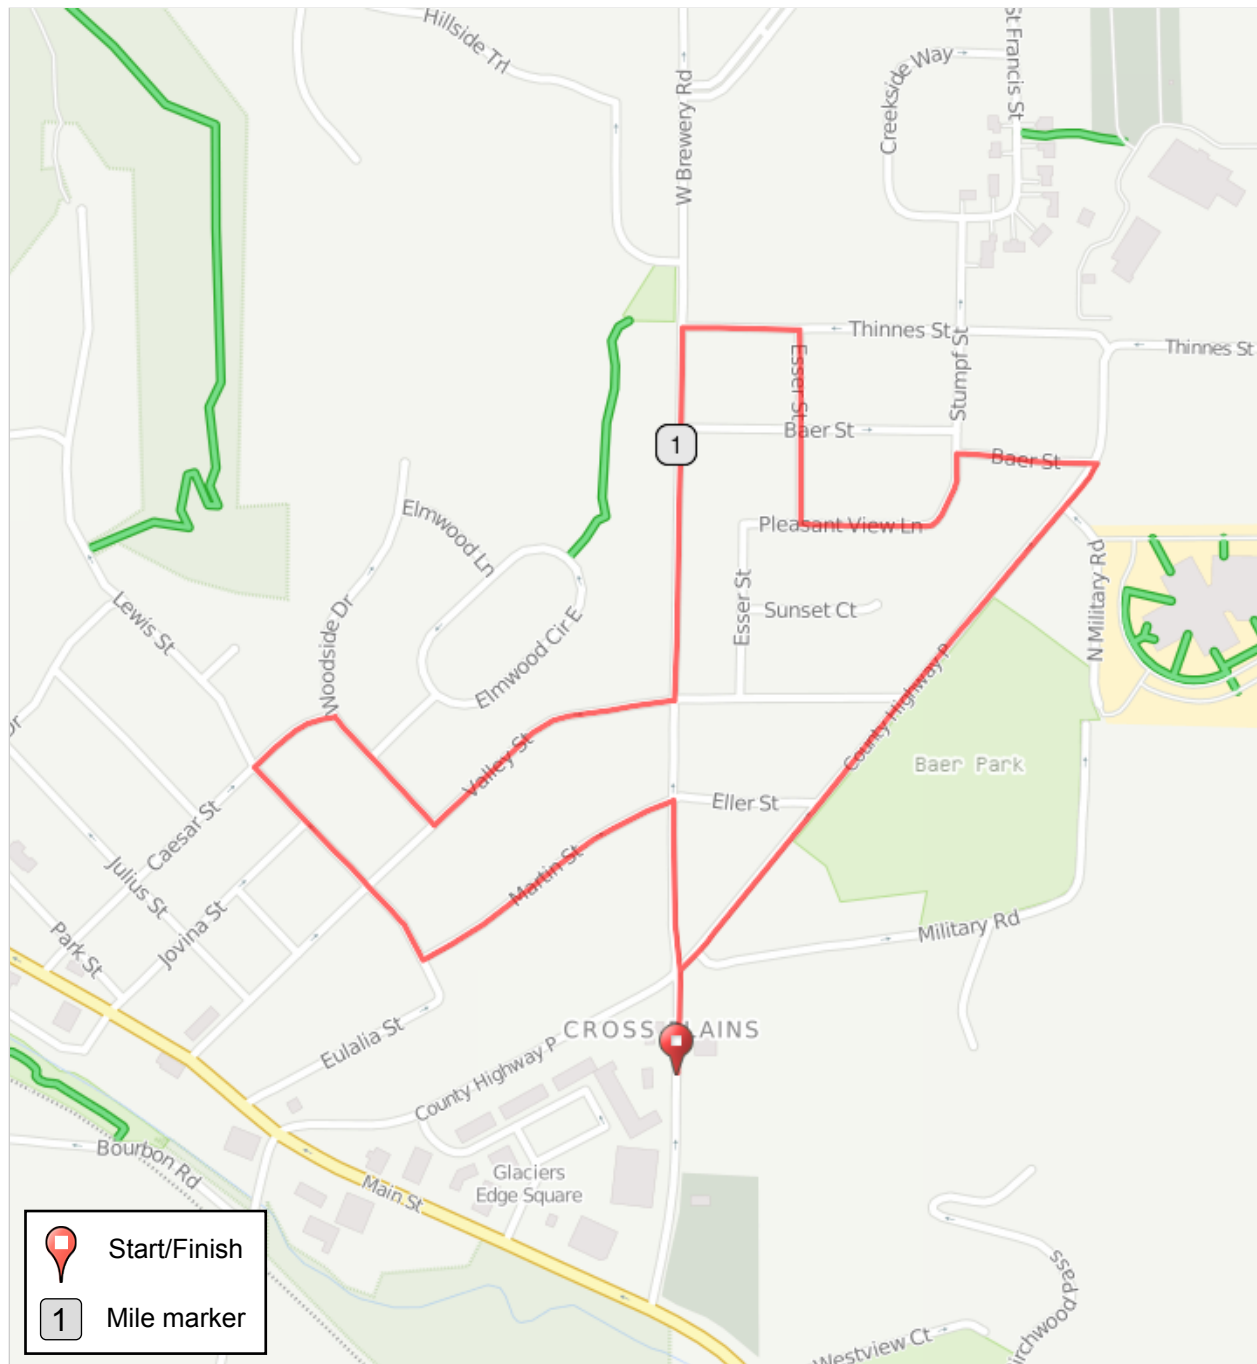 Hillside Trl
W Brewery Rd
Creekside Way
St Francis St
Thinnes St
Thinnes St
Esser St
Stumpf St
Baer St
Baer St
1
Pleasant View Ln
Elmwood Ln
Esser St
Sunset Ct
N Military Rd
Lewis St
Woodside Dr
Elmwood Cir E
Dr
County Highway P
Baer Park
Valley St
Eller St
Caesar St
Martin St
Julius St
Jovina St
Park St
Military Rd
CROSS PLAINS
Eulalia St
County Highway P
Bourbon Rd
Main St
Glaciers
Edge Square
Start/Finish
1
Mile marker
Westview Ct
irchwood Pass